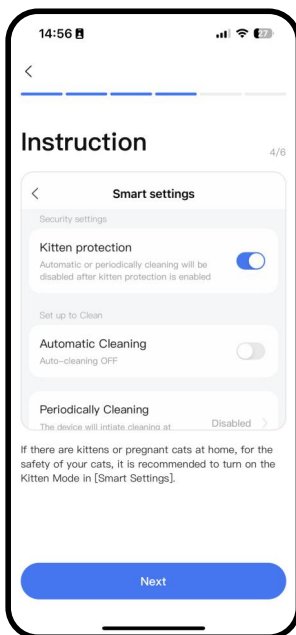 14:56
27
Instruction
4/6
Smart settings
Security settings
Kitten protection
Automatic or periodically cleaning will be
disabled after kitten protection is enabled
Set up to Clean
Automatic Cleaning
Auto-cleaning OFF
Periodically Cleaning
The device will intiate cleaning at
Disabled
If there are kittens or pregnant cats at home, for the
safety of your cats, it is recommended to turn on the
Kitten Mode in [Smart Settings].
Next